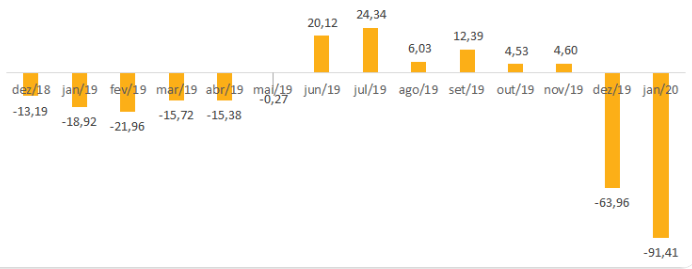 20,12
24,34
6,03
12,39
4,53
4,60
dez/18
jan/19
fev/19
mar/19
abr/19
mai/19
jun/19
jul/19
ago/19
set/19
out/19
nov/19
dez/19
jan/20
-13,19
-18,92
-21,96
-15,72
-15,38
-0,27
-63,96
-91,41